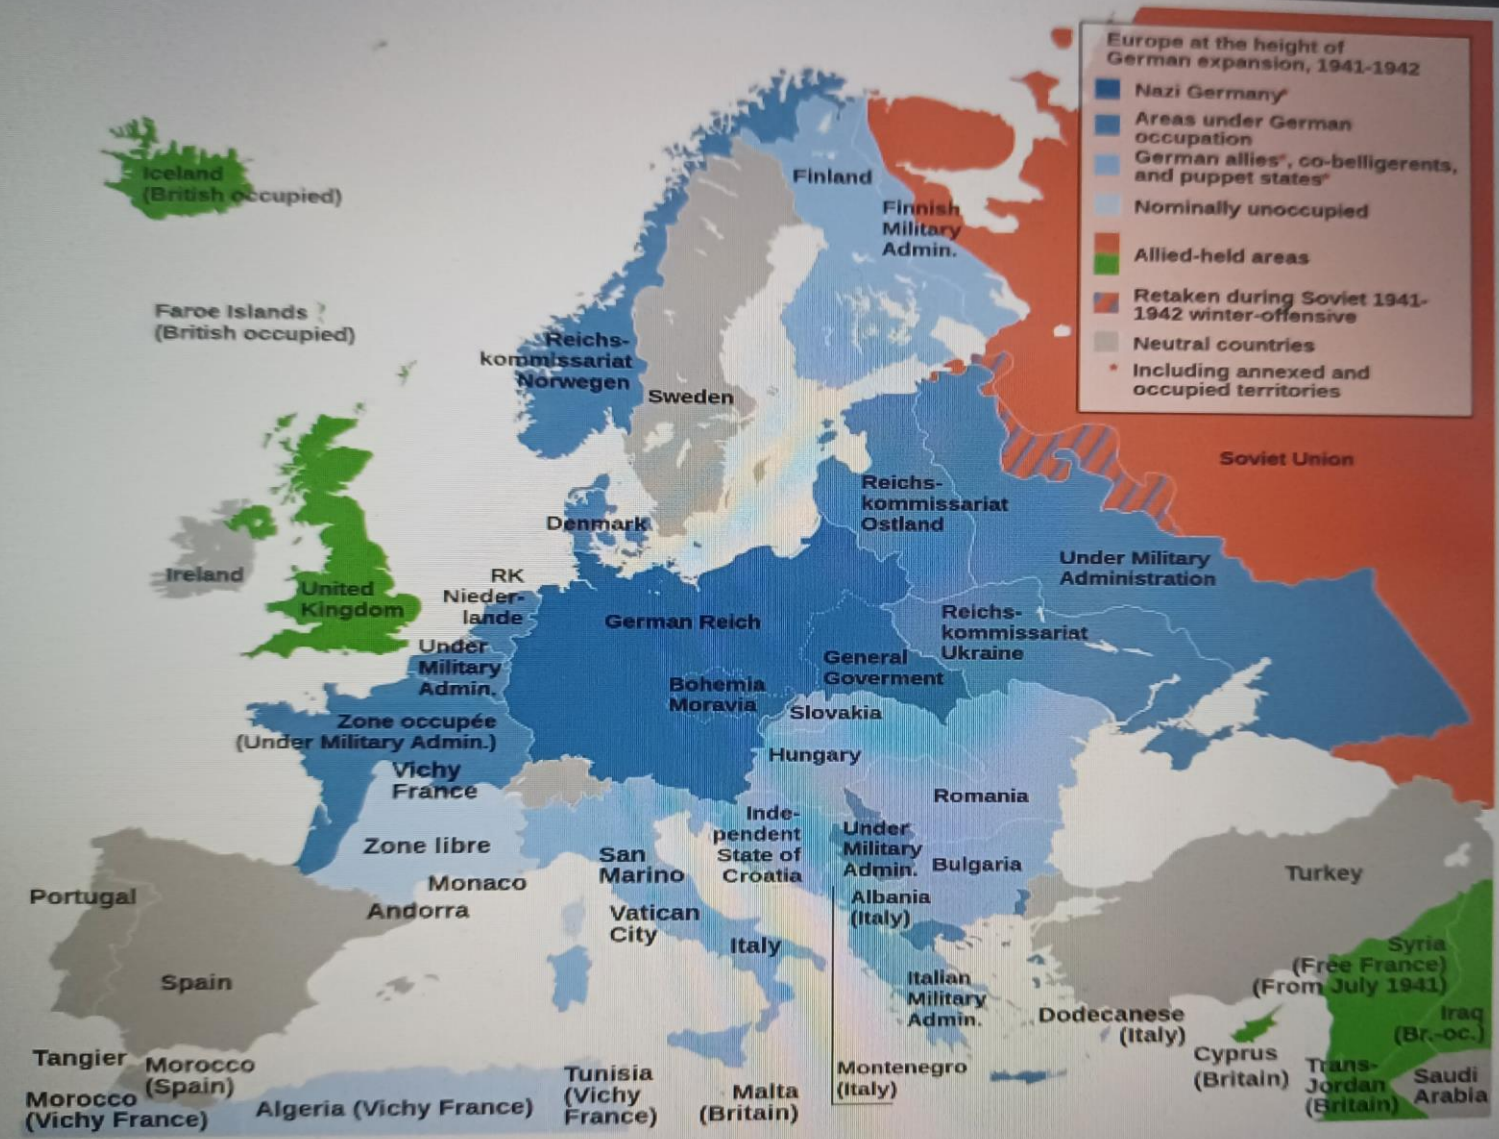 Europe at the height of
German expansion, 1941-1942
Nazi Germany*
Areas under German
occupation
German allies*, co-belligerents,
and puppet states*
Nominally unoccupied
Allied-held areas
Retaken during Soviet 1941-
1942 winter-offensive
Neutral countries
* Including annexed and
occupied territories
Iceland
(British occupied)
Faroe Islands
(British occupied)
Finland
Finnish
Military
Admin.
Reichs-
kommissariat
Norwegen
Sweden
Soviet Union
Reichs-
kommissariat
Ostland
Denmark
Ireland
United
Kingdom
RK
Nieder-
lande
Under Military
Administration
German Reich
Reichs-
kommissariat
Ukraine
Under
Military
Admin.
General
Goverment
Bohemia
Moravia
Slovakia
Zone occupée
(Under Military Admin.)
Hungary
Vichy
France
Romania
Zone libre
Inde-
pendent
State of
Croatia
Under
Military
Admin.
Bulgaria
San
Marino
Monaco
Andorra
Turkey
Portugal
Albania
(Italy)
Vatican
City
Italy
Spain
Syria
(Free France)
(From July 1941)
Italian
Military
Admin.
Dodecanese
(Italy)
Iraq
(Br.-oc.)
Cyprus
(Britain)
Tangier
Morocco
(Spain)
Morocco
(Vichy France)
Algeria (Vichy France)
Tunisia
(Vichy
France)
Malta
(Britain)
Montenegro
(Italy)
Trans-
Jordan
(Britain)
Saudi
Arabia